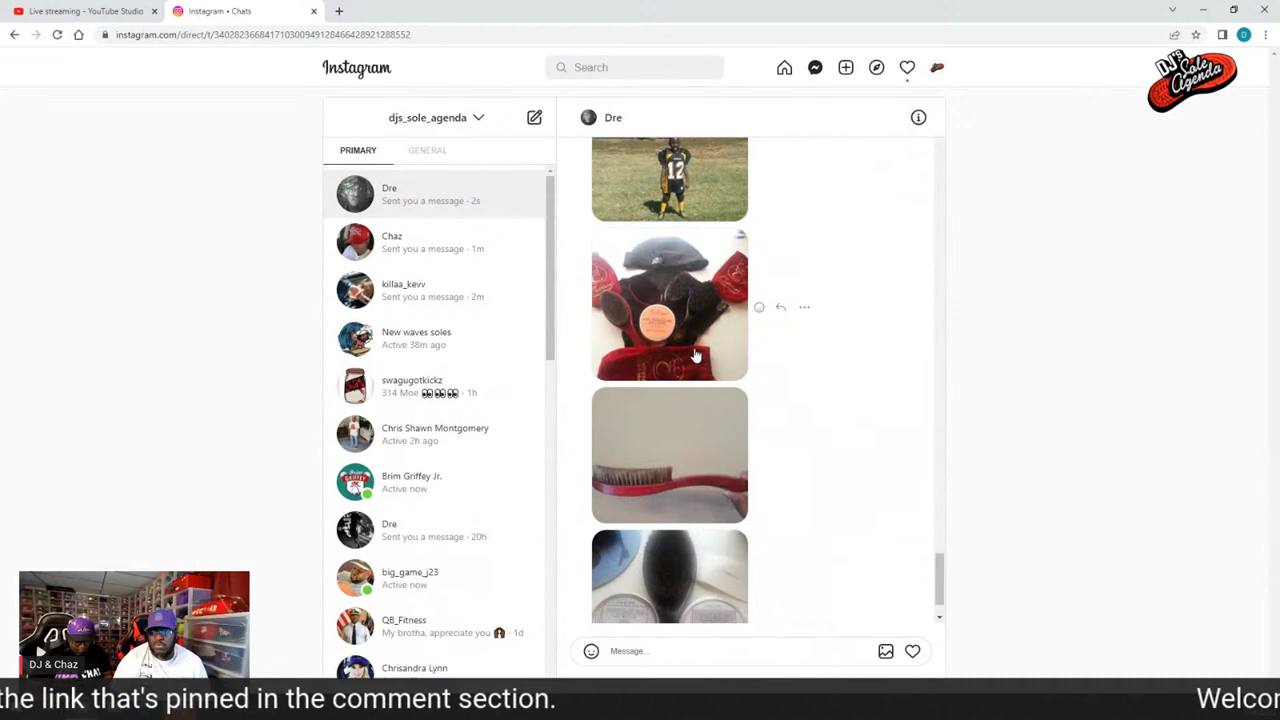 Live streaming - YouTube Studio
Instagram • Chats
instagram.com/direct/t/340282366841710300949128466428921288552
Instagram
Search
DJ's
Sole
Agenda
djs_sole_agenda
Dre
PRIMARY
GENERAL
Dre
Sent you a message · 2s
Chaz
Sent you a message · 1m
killaa_kevv
Sent you a message · 2m
New waves soles
Active 38m ago
swagugotkickz
314 Moe 👀👀👀 · 1h
Chris Shawn Montgomery
Active 2h ago
Brim Griffey Jr.
Active now
Dre
Sent you a message · 20h
big_game_j23
Active now
QB_Fitness
My brotha, appreciate you 🙏🏾 · 1d
Chrisandra Lynn
12
Message...
DJ & Chaz
the link that's pinned in the comment section.
Welcor